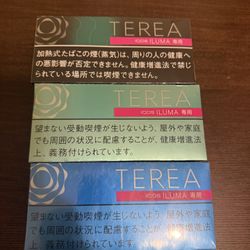 TEREA
IQOS ILUMA 専用
加熱式たばこの煙(蒸気)は、周りの人の健康へ
の悪影響が否定できません。健康増進法で禁じ
られている場所では喫煙できません。
TEREA
IQOS ILUMA 専用
望まない受動喫煙が生じないよう、屋外や家庭
でも周囲の状況に配慮することが、健康増進法
上、義務付けられています。
TEREA
IQOS ILUMA 専用
望まない受動喫煙が生じないよう、屋外や家庭
でも周囲の状況に配慮することが、健康増進法
上、義務付けられています。